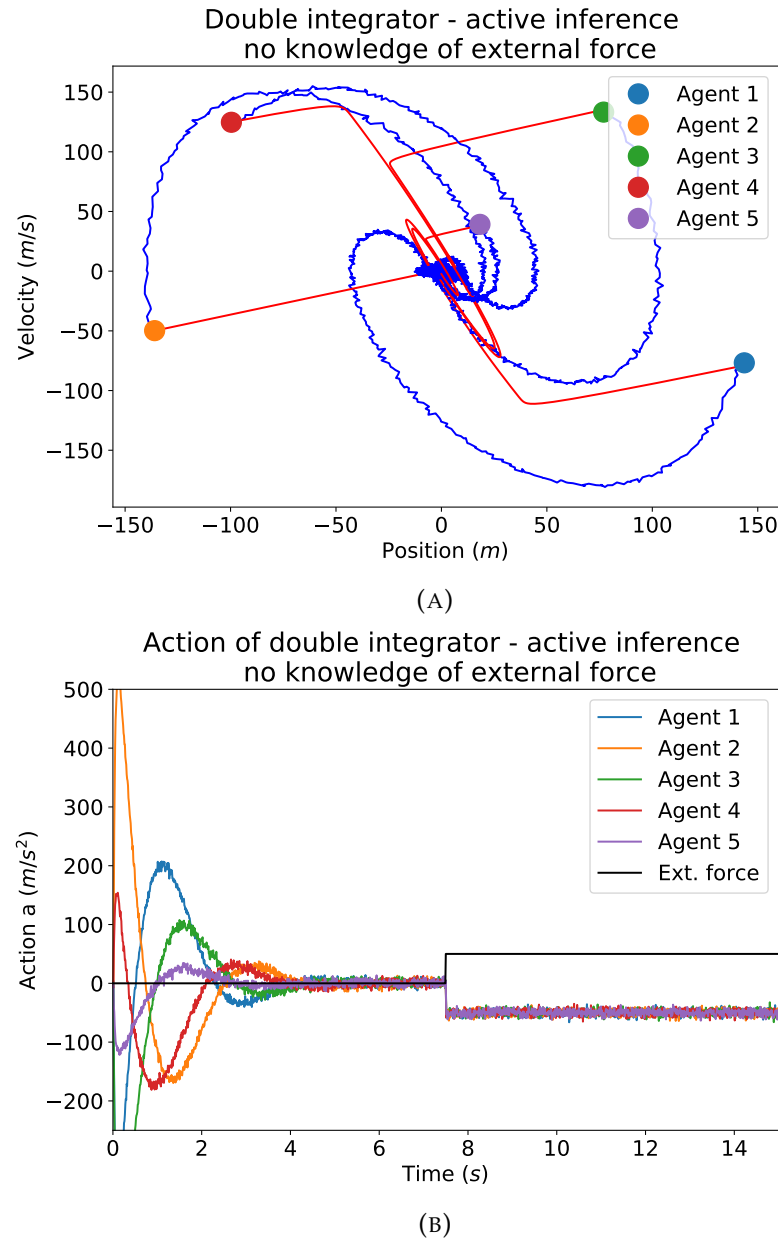 Double integrator - active inference
no knowledge of external force
Agent 1
Agent 2
Agent 3
Agent 4
Agent 5
Velocity (m/s)
150
100
50
0
−50
−100
−150
−150 −100 −50 0 50 100 150
Position (m)
(A)
Action of double integrator - active inference
no knowledge of external force
Agent 1
Agent 2
Agent 3
Agent 4
Agent 5
Ext. force
Action a (m/s²)
500
400
300
200
100
0
−100
−200
0 2 4 6 8 10 12 14
Time (s)
(B)